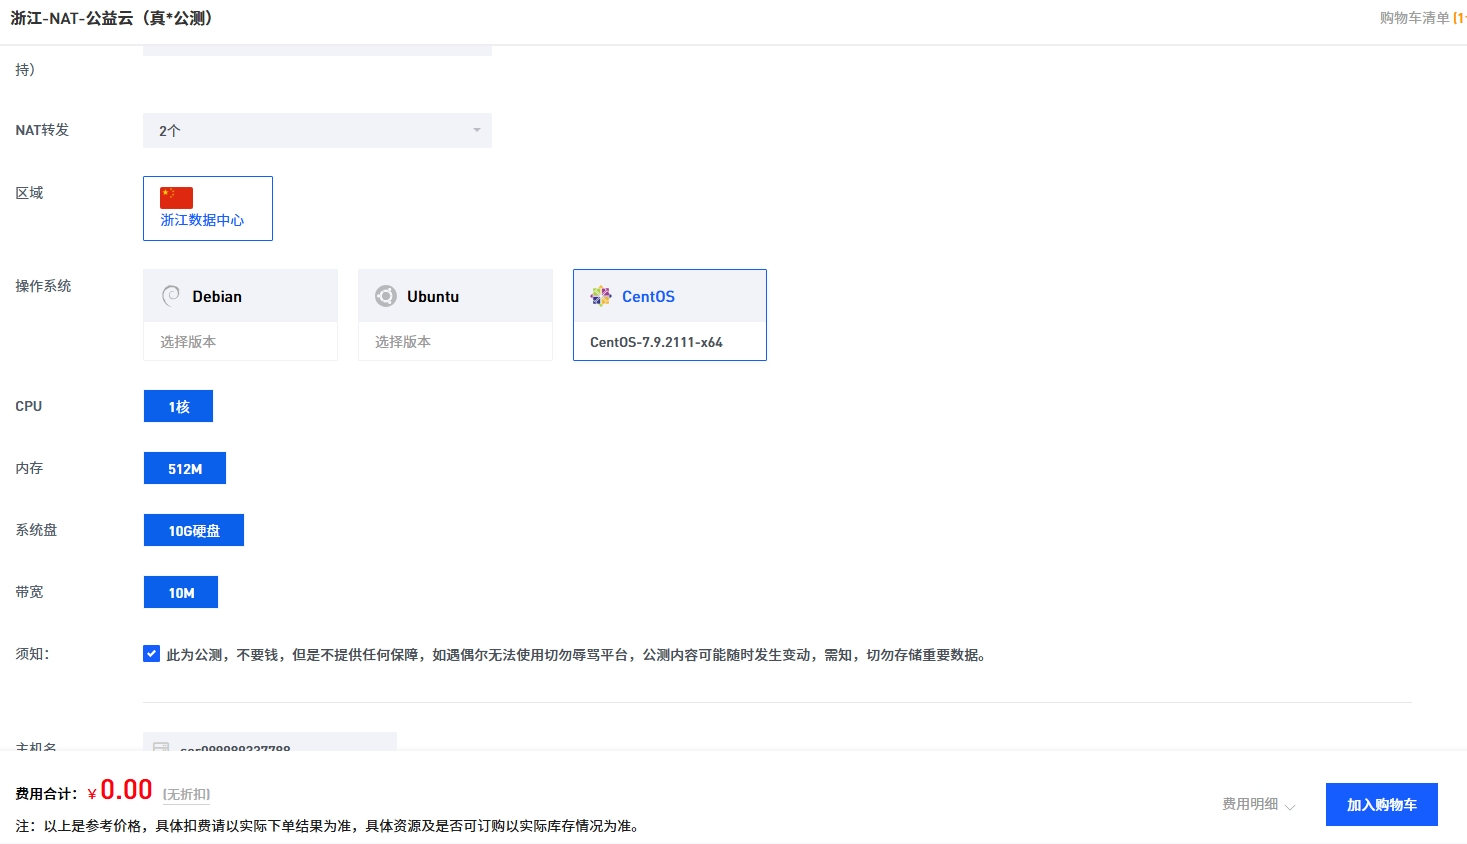 浙江-NAT-公益云（真*公测）
购物车清单
持）
NAT转发
2个
区域
浙江数据中心
操作系统
Debian
Ubuntu
CentOS
选择版本
选择版本
CentOS-7.9.2111-x64
CPU
1核
内存
512M
系统盘
10G硬盘
带宽
10M
须知：
此为公测，不要钱，但是不提供任何保障，如遇偶尔无法使用切勿辱骂平台，公测内容可能随时发生变动，需知，切勿存储重要数据。
主机名
费用合计：¥0.00 (无折扣)
费用明细
加入购物车
注：以上是参考价格，具体扣费请以实际下单结果为准，具体资源及是否可订购以实际库存情况为准。